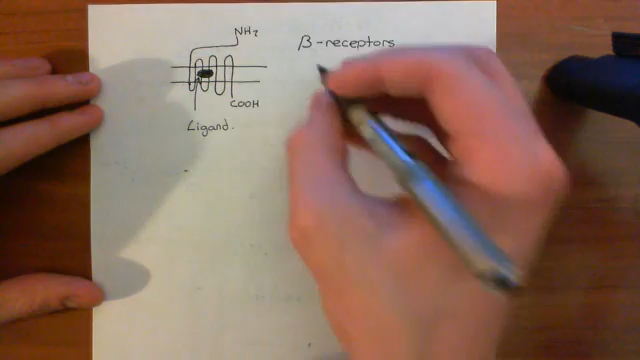 NH₂
β-receptors
COOH
Ligand.